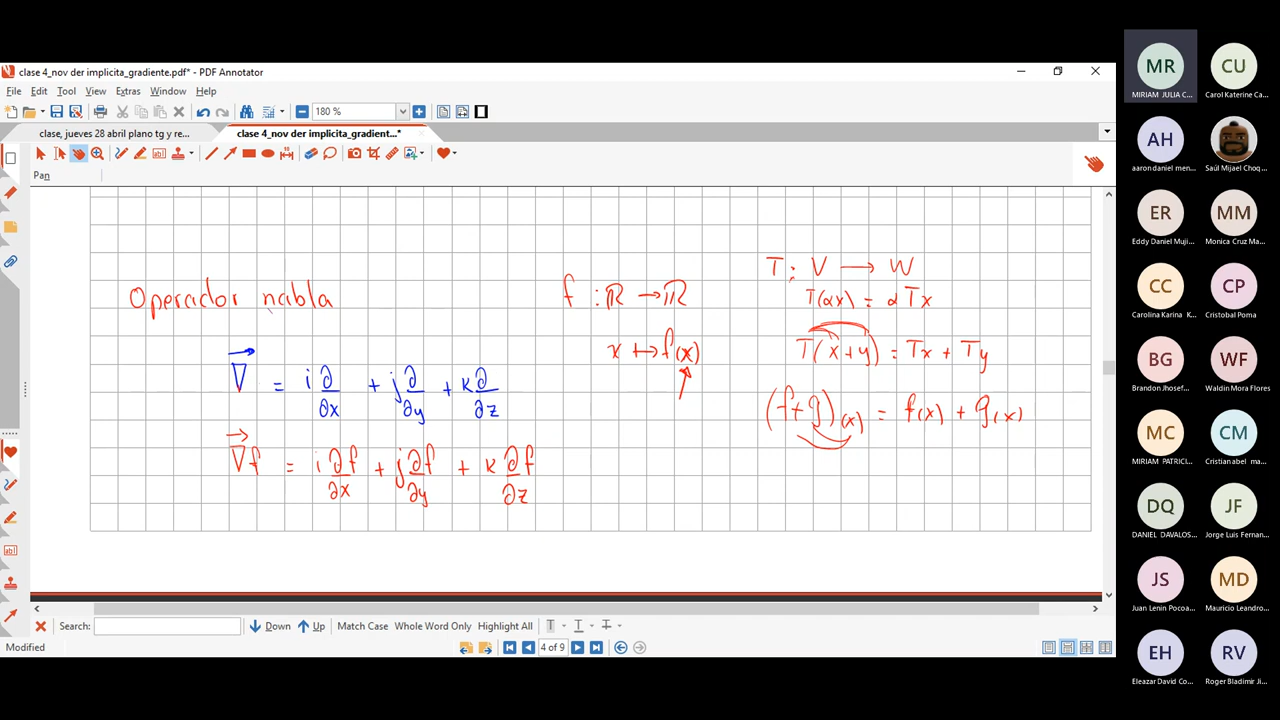 clase 4_nov der implicita_gradiente.pdf* - PDF Annotator
File Edit Tool View Extras Window Help
180 %
clase, jueves 28 abril plano tg y re...
clase 4_nov der implicita_gradient...*
Pan
Operador nabla
∇⃗ = i ∂/∂x + j ∂/∂y + k ∂/∂z
∇⃗f = i ∂f/∂x + j ∂f/∂y + k ∂f/∂z
f : ℝ → ℝ
x ↦ f(x)
T : V → W
T(αx) = α Tx
T(x+y) = Tx + Ty
(f+g)(x) = f(x) + g(x)
Search: Down Up Match Case Whole Word Only Highlight All
Modified
4 of 9
MR
MIRIAM JULIA C...
CU
Carol Katerine Ca...
AH
aaron daniel men...
Saúl Mijael Choq...
ER
Eddy Daniel Muji...
MM
Monica Cruz Ma...
CC
Carolina Karina K...
CP
Cristobal Poma
BG
Brandon Jhosef...
WF
Waldin Mora Flores
MC
MIRIAM PATRICI...
CM
Cristian abel ma...
DQ
DANIEL DAVALOS...
JF
Jorge Luis Fernan...
JS
Juan Lenin Pocoa...
MD
Mauricio Leandro...
EH
Eleazar David Co...
RV
Roger Bladimir Ji...